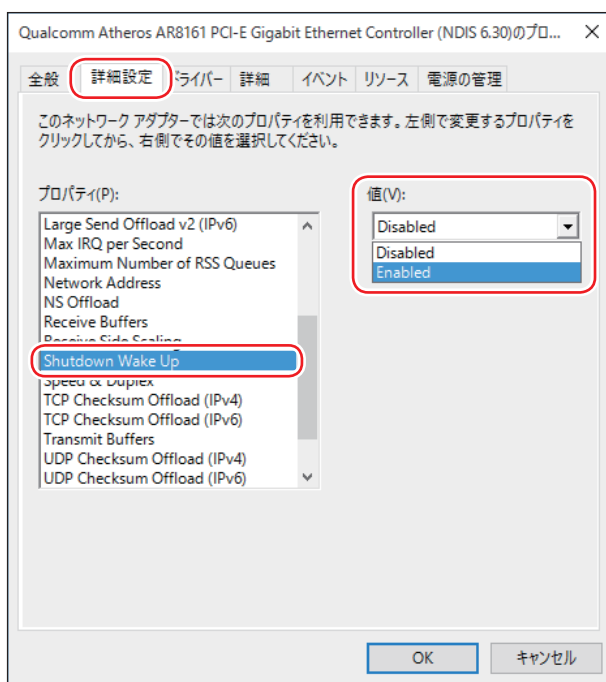 Qualcomm Atheros AR8161 PCI-E Gigabit Ethernet Controller (NDIS 6.30)のプロ...
全般 詳細設定 ドライバー 詳細 イベント リソース 電源の管理
このネットワーク アダプターでは次のプロパティを利用できます。左側で変更するプロパティを
クリックしてから、右側でその値を選択してください。
プロパティ(P):
値(V):
Large Send Offload v2 (IPv6)
Max IRQ per Second
Maximum Number of RSS Queues
Network Address
NS Offload
Receive Buffers
Receive Side Scaling
Shutdown Wake Up
Speed & Duplex
TCP Checksum Offload (IPv4)
TCP Checksum Offload (IPv6)
Transmit Buffers
UDP Checksum Offload (IPv4)
UDP Checksum Offload (IPv6)
Disabled
Disabled
Enabled
OK キャンセル